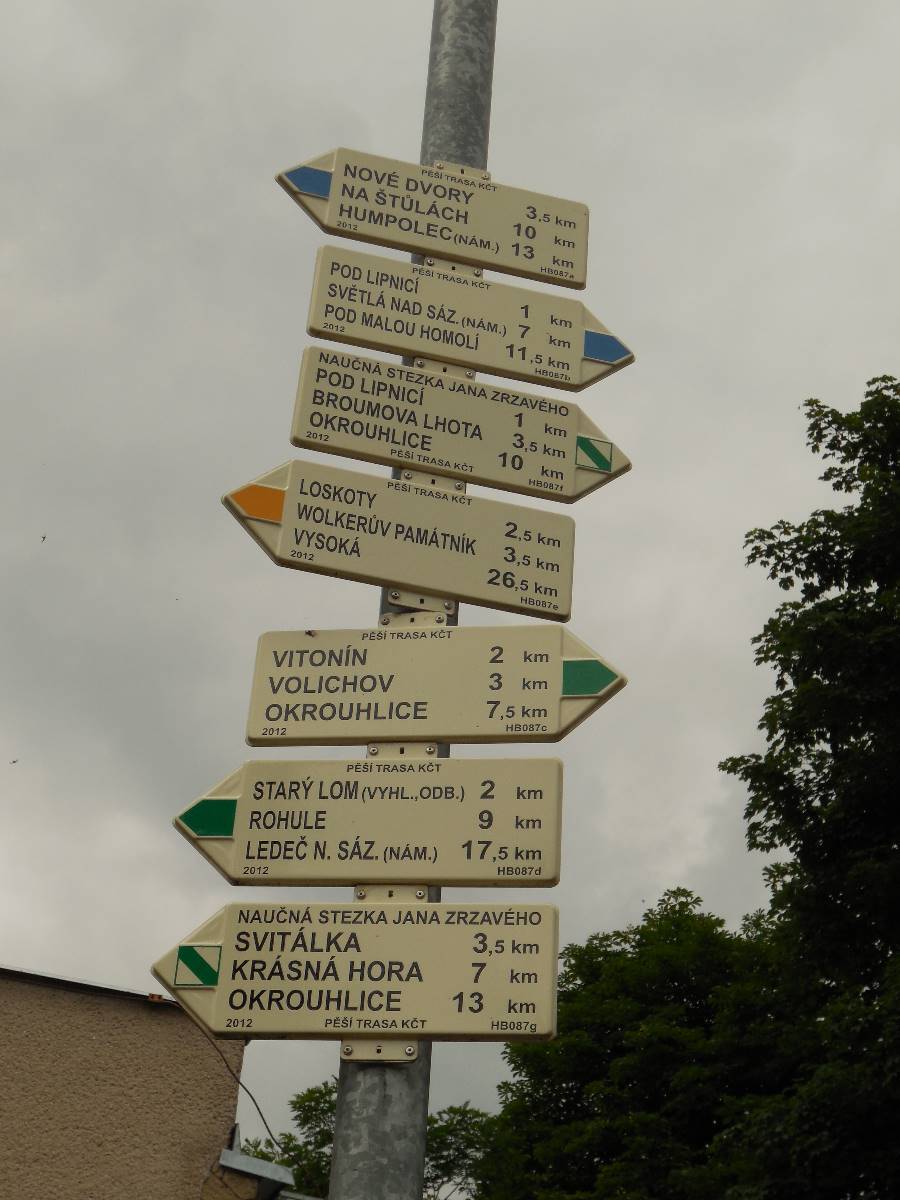 PĚŠÍ TRASA KČT
NOVÉ DVORY 3,5 km
NA ŠTŮLÁCH 10 km
HUMPOLEC (NÁM.) 13 km
2012 HB087a
PĚŠÍ TRASA KČT
POD LIPNICÍ 1 km
SVĚTLÁ NAD SÁZ. (NÁM.) 7 km
POD MALOU HOMOLÍ 11,5 km
2012 HB087b
NAUČNÁ STEZKA JANA ZRZAVÉHO
POD LIPNICÍ 1 km
BROUMOVA LHOTA 3,5 km
OKROUHLICE 10 km
2012 PĚŠÍ TRASA KČT HB087f
PĚŠÍ TRASA KČT
LOSKOTY 2,5 km
WOLKERŮV PAMÁTNÍK 3,5 km
VYSOKÁ 26,5 km
2012 HB087e
PĚŠÍ TRASA KČT
VITONÍN 2 km
VOLICHOV 3 km
OKROUHLICE 7,5 km
2012 HB087c
PĚŠÍ TRASA KČT
STARÝ LOM (VYHL.,ODB.) 2 km
ROHULE 9 km
LEDEČ N. SÁZ. (NÁM.) 17,5 km
2012 HB087d
NAUČNÁ STEZKA JANA ZRZAVÉHO
SVITÁLKA 3,5 km
KRÁSNÁ HORA 7 km
OKROUHLICE 13 km
2012 PĚŠÍ TRASA KČT HB087g